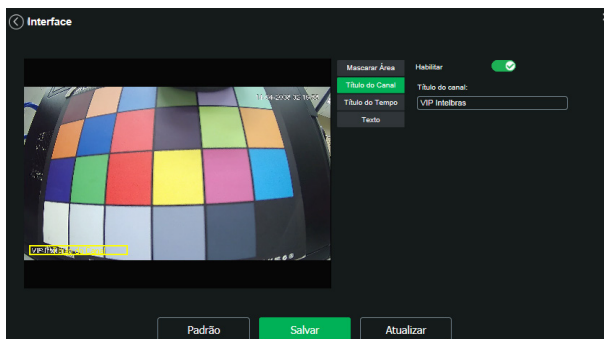 Interface
Mascarar Área
Título do Canal
Título do Tempo
Texto
Habilitar
Título do canal:
VIP Intelbras
Padrão
Salvar
Atualizar